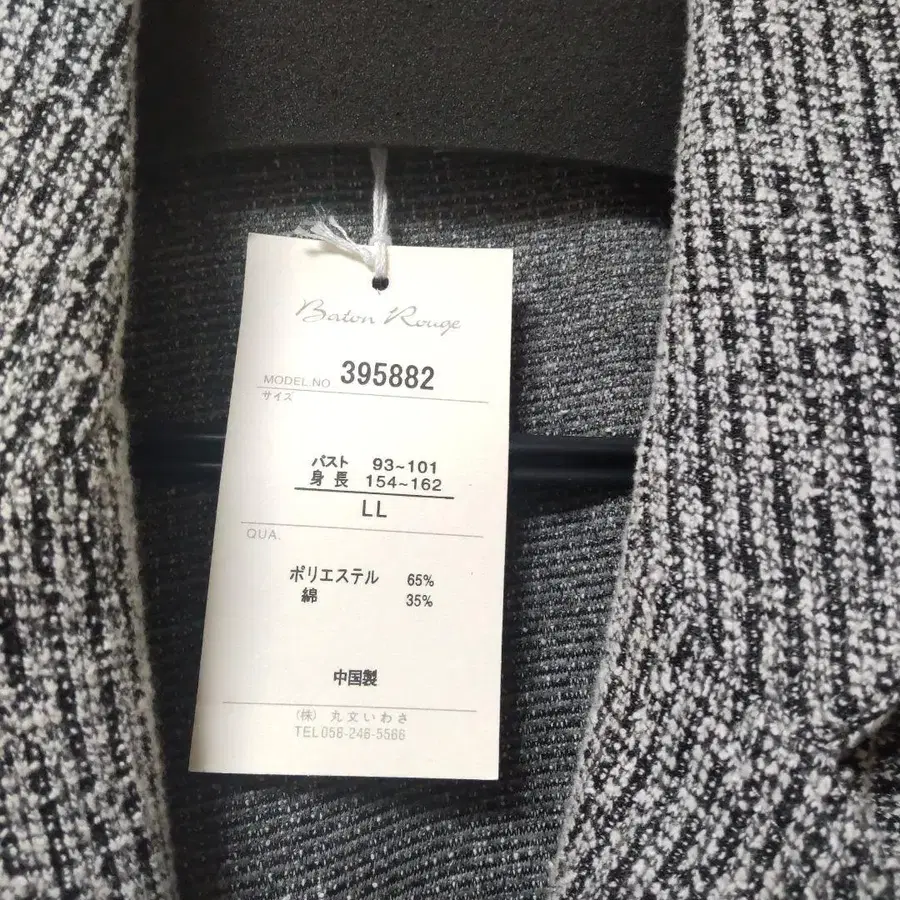 Baton Rouge
MODEL.NO 395882
サイズ
バスト 93~101
身長 154~162
LL
QUA.
ポリエステル 65%
綿 35%
中国製
(株) 丸文いわさ
TEL058-246-5566